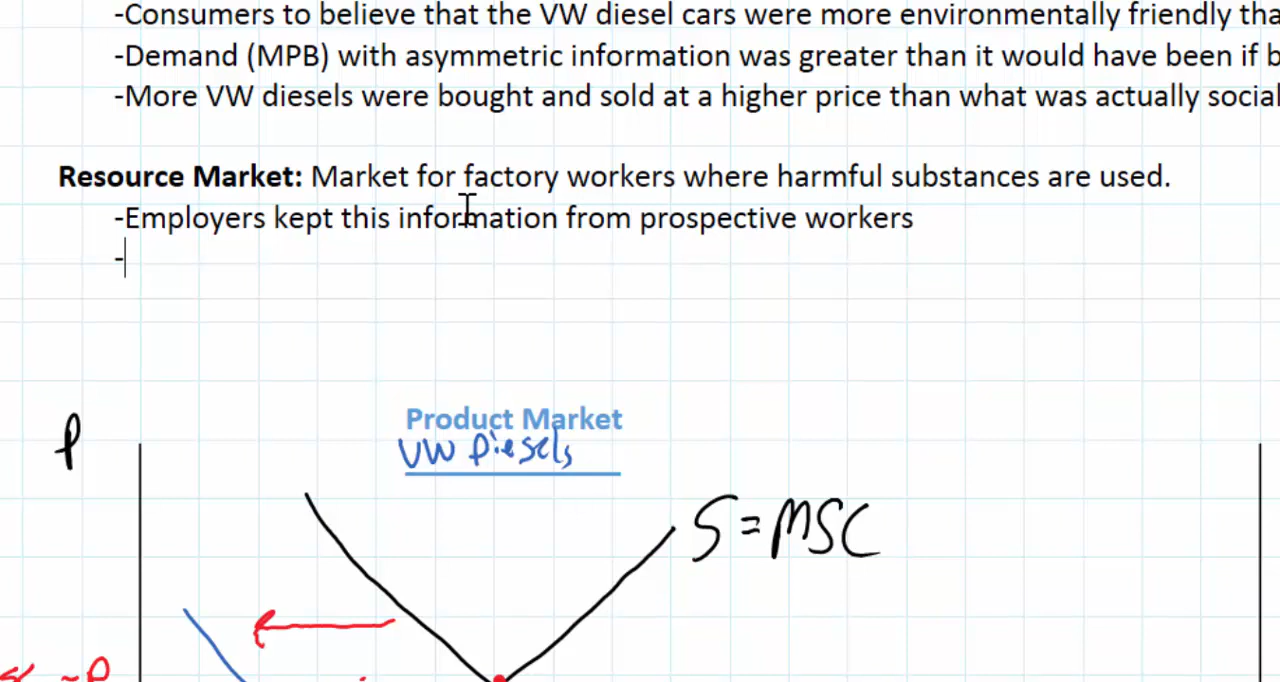 -Consumers to believe that the VW diesel cars were more environmentally friendly tha
-Demand (MPB) with asymmetric information was greater than it would have been if b
-More VW diesels were bought and sold at a higher price than what was actually social
Resource Market: Market for factory workers where harmful substances are used.
-Employers kept this information from prospective workers
-
Product Market
P
VW Diesels
S=MSC